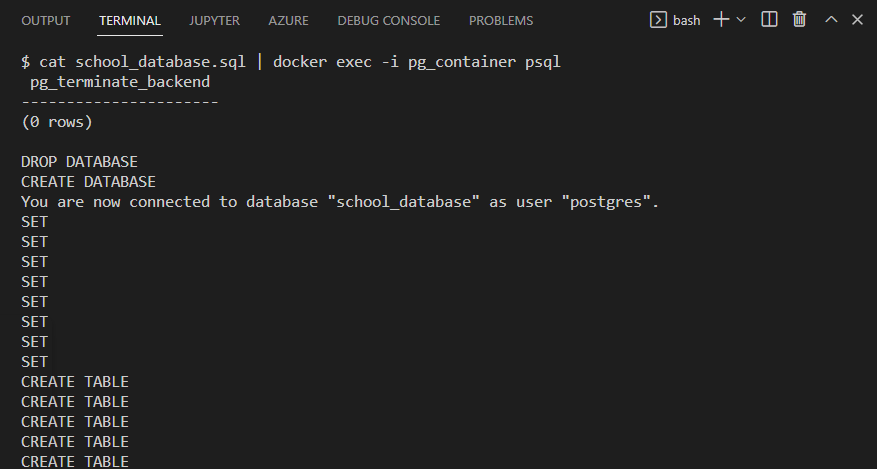 OUTPUT TERMINAL JUPYTER AZURE DEBUG CONSOLE PROBLEMS bash
$ cat school_database.sql | docker exec -i pg_container psql
 pg_terminate_backend
----------------------
(0 rows)

DROP DATABASE
CREATE DATABASE
You are now connected to database "school_database" as user "postgres".
SET
SET
SET
SET
SET
SET
SET
SET
CREATE TABLE
CREATE TABLE
CREATE TABLE
CREATE TABLE
CREATE TABLE